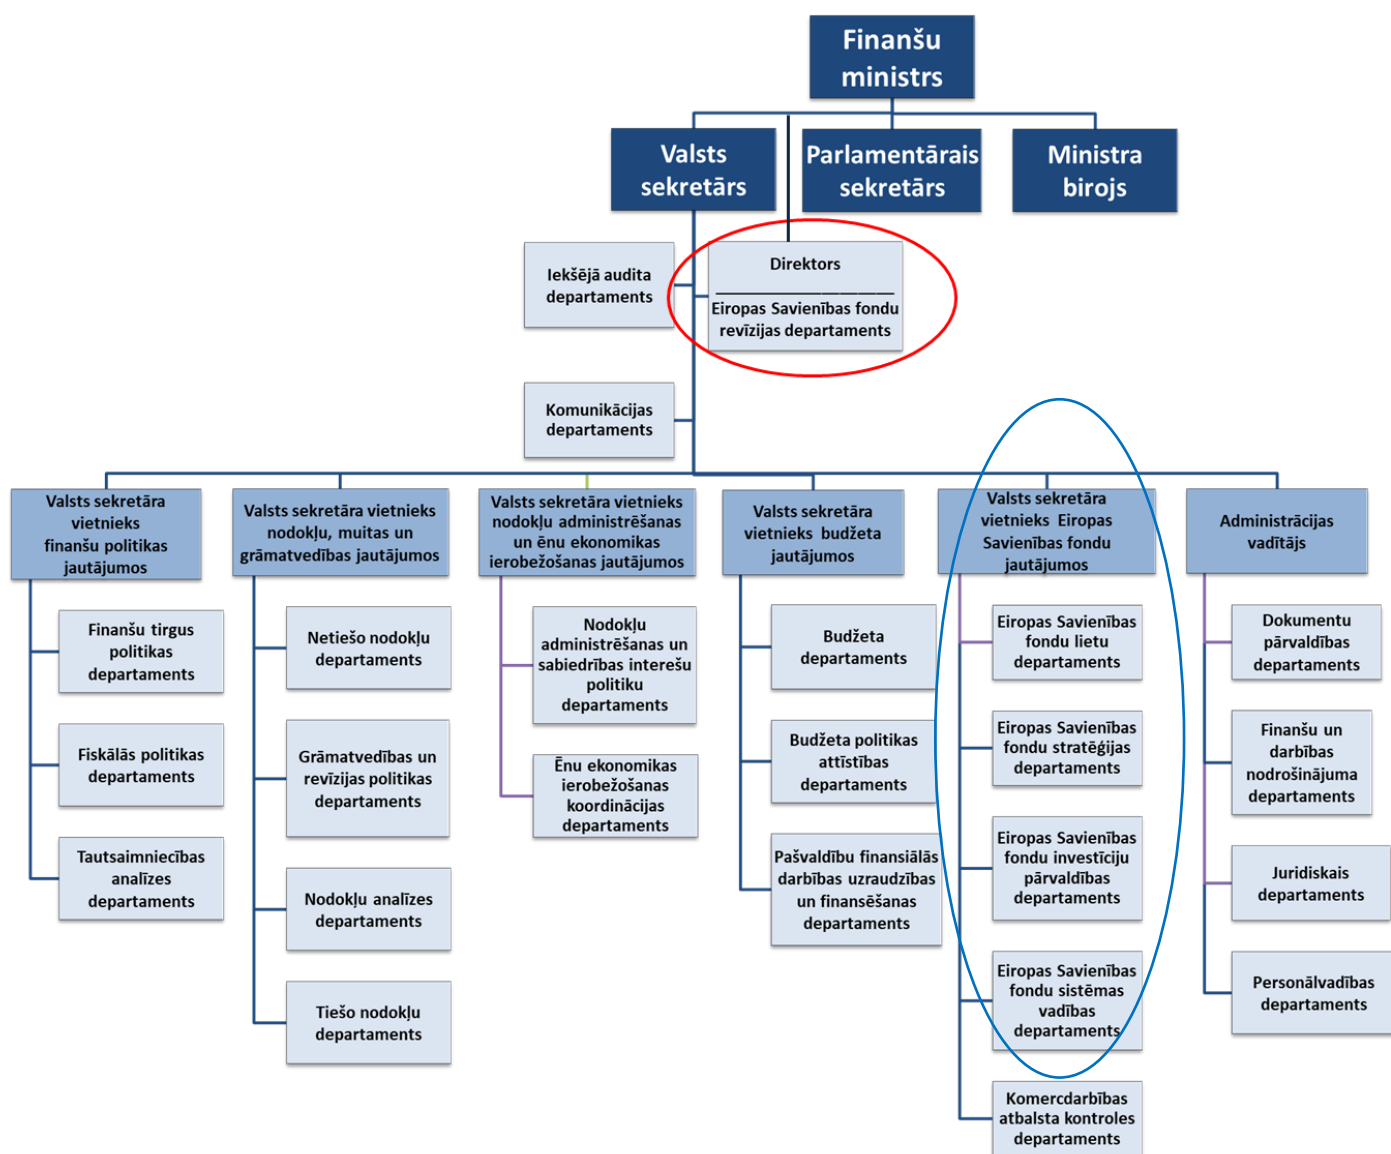 Finanšu
ministrs
Valsts
sekretārs
Parlamentārais
sekretārs
Ministra
birojs
Iekšējā audita
departaments
Direktors
Eiropas Savienības fondu
revīzijas departaments
Komunikācijas
departaments
Valsts sekretāra
vietnieks
finanšu politikas
jautājumos
Finanšu tirgus
politikas
departaments
Fiskālās politikas
departaments
Tautsaimniecības
analīzes
departaments
Valsts sekretāra vietnieks
nodokļu, muitas un
grāmatvedības jautājumos
Netiešo nodokļu
departaments
Grāmatvedības un
revīzijas politikas
departaments
Nodokļu analīzes
departaments
Tiešo nodokļu
departaments
Valsts sekretāra vietnieks
nodokļu administrēšanas
un ēnu ekonomikas
ierobežošanas jautājumos
Nodokļu
administrēšanas un
sabiedrības interešu
politiku
departaments
Ēnu ekonomikas
ierobežošanas
koordinācijas
departaments
Valsts sekretāra
vietnieks budžeta
jautājumos
Budžeta
departaments
Budžeta politikas
attīstības
departaments
Pašvaldību finansiālās
darbības uzraudzības
un finansēšanas
departaments
Valsts sekretāra
vietnieks Eiropas
Savienības fondu
jautājumos
Eiropas Savienības
fondu lietu
departaments
Eiropas Savienības
fondu stratēģijas
departaments
Eiropas Savienības
fondu investīciju
pārvaldības
departaments
Eiropas Savienības
fondu sistēmas
vadības
departaments
Komercdarbības
atbalsta kontroles
departaments
Administrācijas
vadītājs
Dokumentu
pārvaldības
departaments
Finanšu un
darbības
nodrošinājuma
departaments
Juridiskais
departaments
Personālvadības
departaments